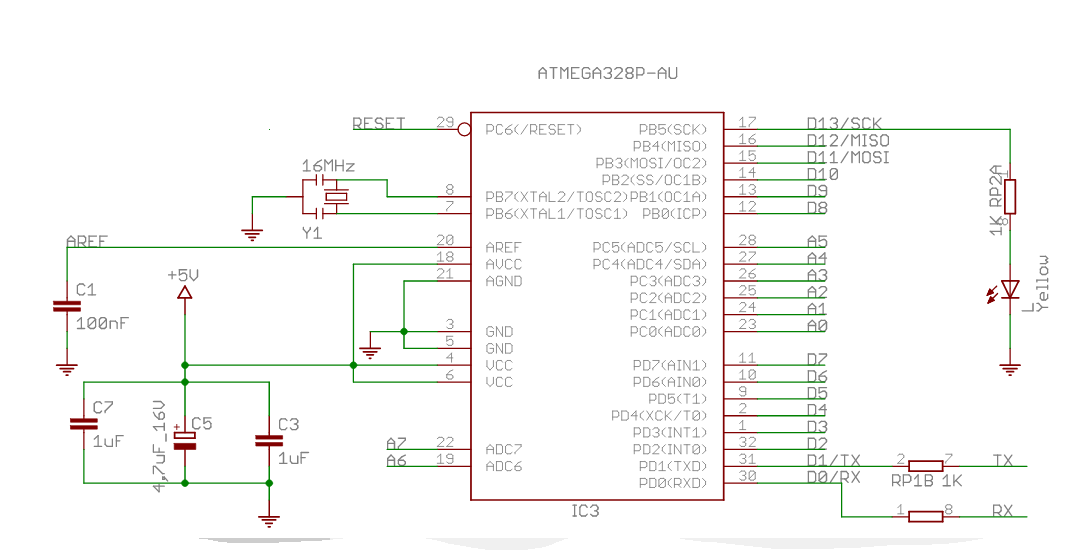 ATMEGA328P-AU
RESET 29 PC6(/RESET) PB5(SCK) 17 D13/SCK
PB4(MISO) 16 D12/MISO
PB3(MOSI/OC2) 15 D11/MOSI
16MHz PB2(SS/OC1B) 14 D10
8 PB7(XTAL2/TOSC2) PB1(OC1A) 13 D9
7 PB6(XTAL1/TOSC1) PB0(ICP) 12 D8
Y1
1K RP2A
1
8
AREF 20 AREF PC5(ADC5/SCL) 28 A5
18 AVCC PC4(ADC4/SDA) 27 A4
+5V 21 AGND PC3(ADC3) 26 A3
C1 PC2(ADC2) 25 A2
L
Yellow
PC1(ADC1) 24 A1
100nF 3 GND PC0(ADC0) 23 A0
5 GND
4 VCC PD7(AIN1) 11 D7
6 VCC PD6(AIN0) 10 D6
PD5(T1) 9 D5
C7 C5 C3 PD4(XCK/T0) 2 D4
+
4,7uF_16V
PD3(INT1) 1 D3
1uF A7 22 ADC7 PD2(INT0) 32 D2
1uF A6 19 ADC6 PD1(TXD) 31 D1/TX 2 7 TX
PD0(RXD) 30 D0/RX RP1B 1K
IC3 1 8 RX